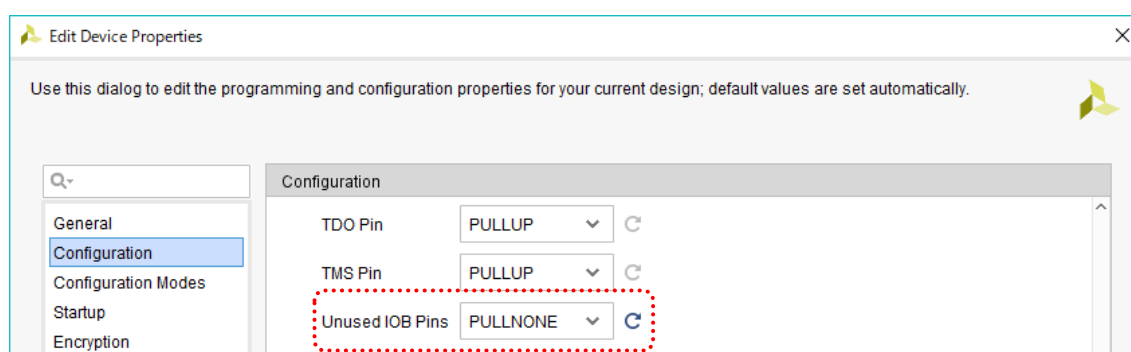 Edit Device Properties
Use this dialog to edit the programming and configuration properties for your current design; default values are set automatically.
Configuration
General
Configuration
Configuration Modes
Startup
Encryption
TDO Pin PULLUP
TMS Pin PULLUP
Unused IOB Pins PULLNONE